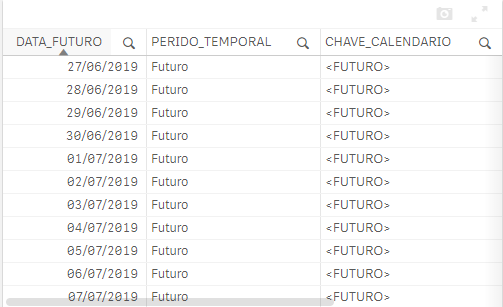 DATA_FUTURO PERIDO_TEMPORAL CHAVE_CALENDARIO
27/06/2019 Futuro <FUTURO>
28/06/2019 Futuro <FUTURO>
29/06/2019 Futuro <FUTURO>
30/06/2019 Futuro <FUTURO>
01/07/2019 Futuro <FUTURO>
02/07/2019 Futuro <FUTURO>
03/07/2019 Futuro <FUTURO>
04/07/2019 Futuro <FUTURO>
05/07/2019 Futuro <FUTURO>
06/07/2019 Futuro <FUTURO>
07/07/2019 Futuro <FUTURO>